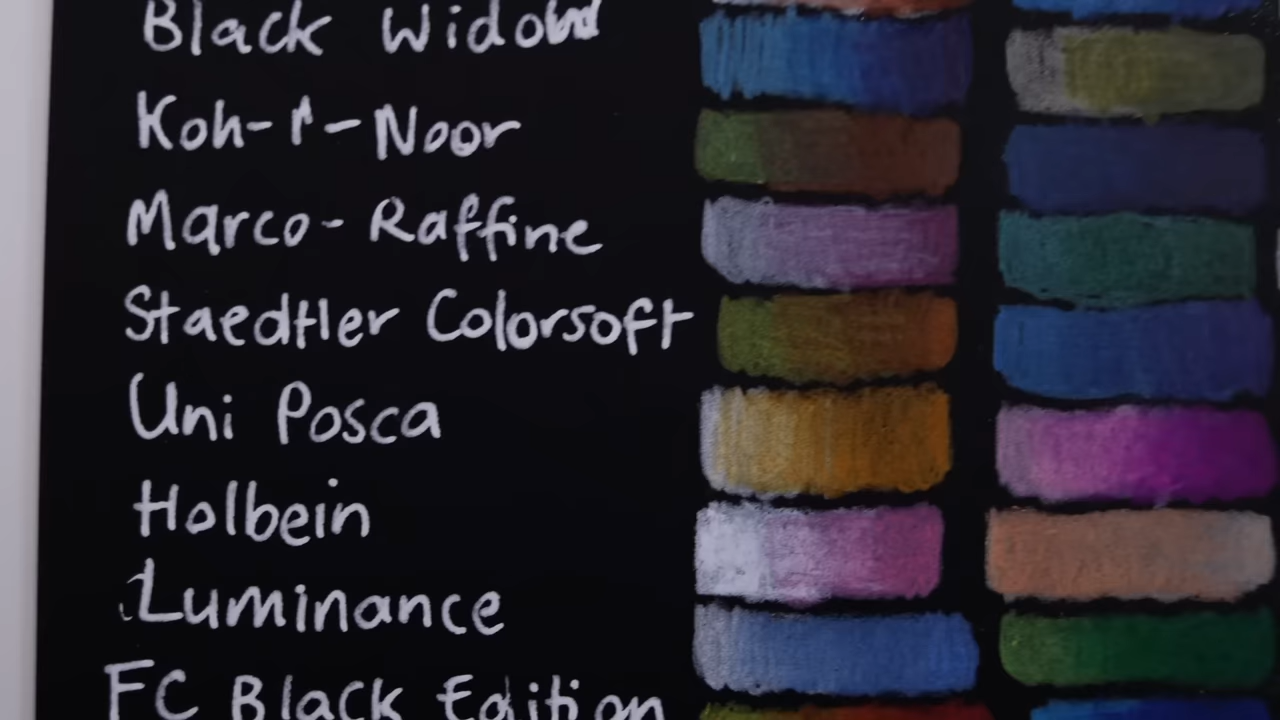 Black Widow
Koh-I-Noor
Marco-Raffine
Staedtler Colorsoft
Uni Posca
Holbein
Luminance
FC Black Edition